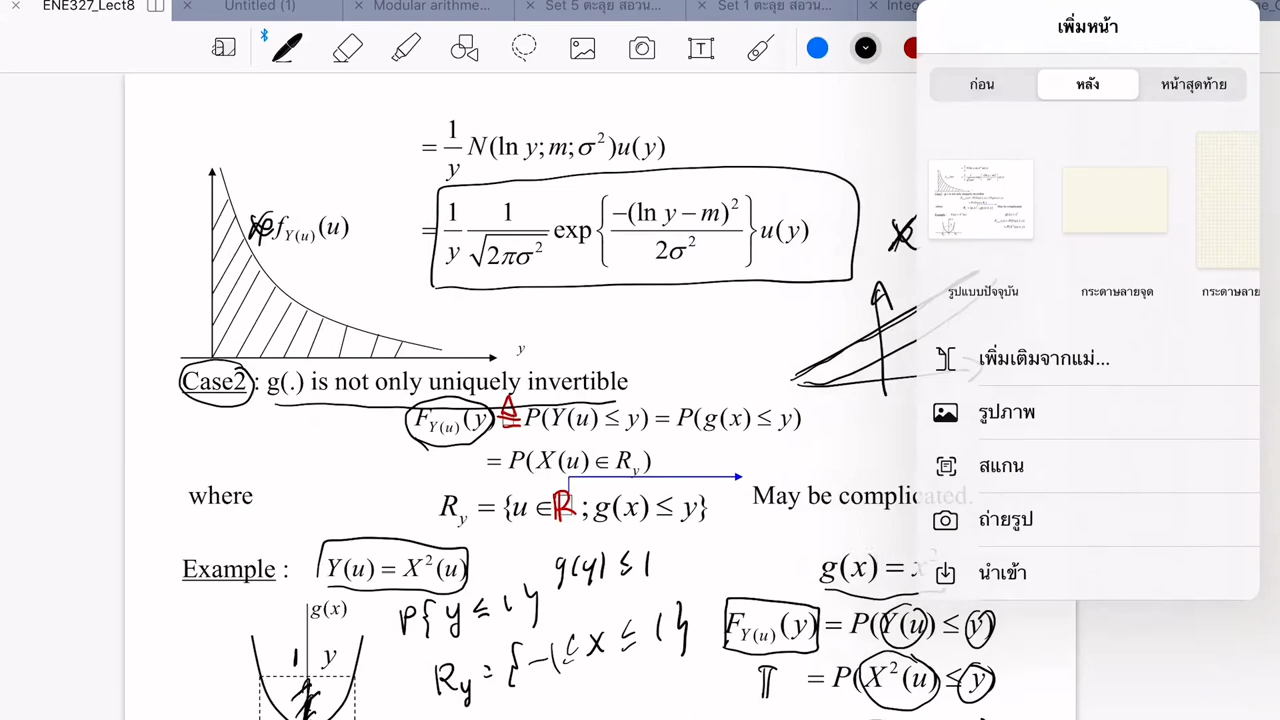 ENE327_Lect8
Untitled (1)
Modular arithme...
Set 5 ตะลุย สอวน...
Set 1 ตะลุย สอวน...
เพิ่มหน้า
ก่อน
หลัง
หน้าสุดท้าย
= 1/y N(ln y; m; σ²)u(y)
f_Y(u)(u)
= 1/y 1/√(2πσ²) exp{−(ln y − m)²/2σ²}u(y)
y
รูปแบบปัจจุบัน
กระดาษลายจุด
กระดาษลาย
Case2 : g(.) is not only uniquely invertible
เพิ่มเติมจากแม่...
F_Y(u)(y) ≜ P(Y(u) ≤ y) = P(g(x) ≤ y)
รูปภาพ
= P(X(u) ∈ R_y)
สแกน
where
R_y = {u ∈ ℝ ; g(x) ≤ y}
May be complicated.
ถ่ายรูป
Example :
Y(u) = X²(u)
g(y) ≤ 1
g(x) = x²
นำเข้า
g(x)
P{ y ≤ 1 }
F_Y(u)(y) = P(Y(u) ≤ y)
1
y
R_y = { −1 ≤ x ≤ 1 }
= P(X²(u) ≤ y)